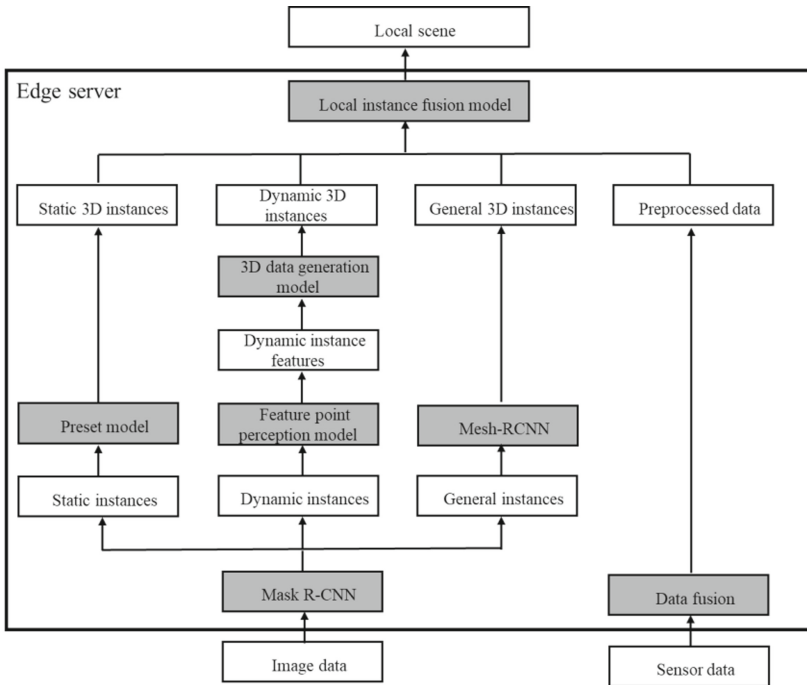 Local scene
Edge server
Local instance fusion model
Static 3D instances
Dynamic 3D
instances
General 3D instances
Preprocessed data
3D data generation
model
Dynamic instance
features
Preset model
Feature point
perception model
Mesh-RCNN
Static instances
Dynamic instances
General instances
Mask R-CNN
Data fusion
Image data
Sensor data